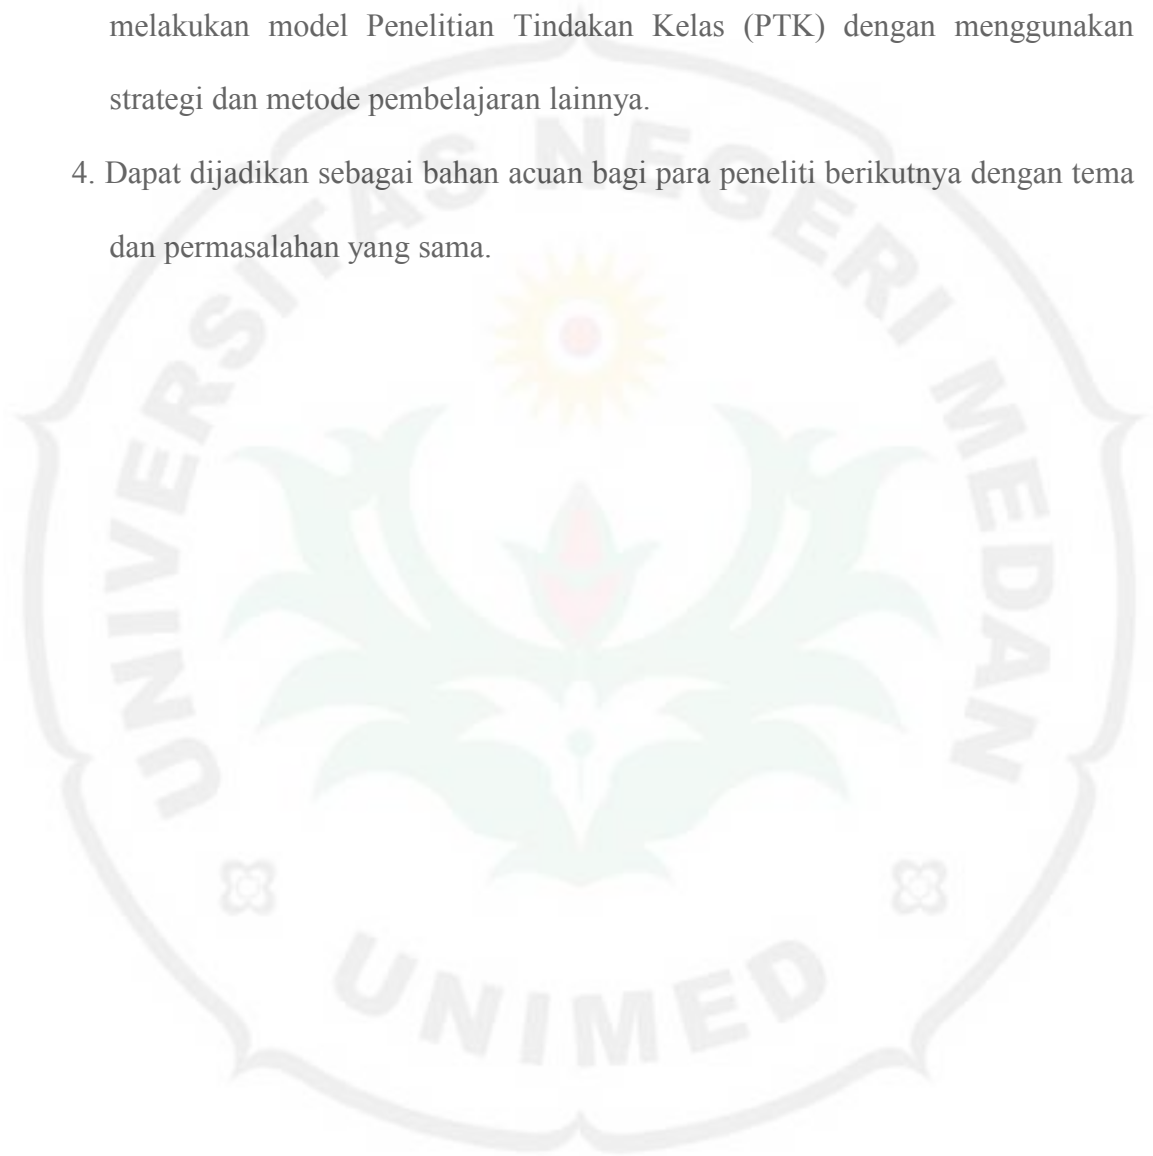 melakukan model Penelitian Tindakan Kelas (PTK) dengan menggunakan
strategi dan metode pembelajaran lainnya.
4. Dapat dijadikan sebagai bahan acuan bagi para peneliti berikutnya dengan tema
dan permasalahan yang sama.
UNIVERSITAS NEGERI MEDAN
UNIMED